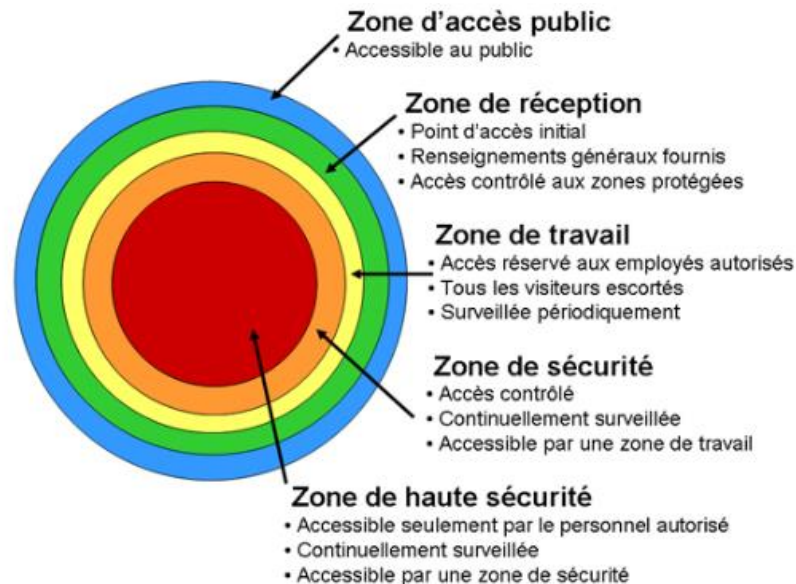 Zone d'accès public
• Accessible au public
Zone de réception
• Point d'accès initial
• Renseignements généraux fournis
• Accès contrôlé aux zones protégées
Zone de travail
• Accès réservé aux employés autorisés
• Tous les visiteurs escortés
• Surveillée périodiquement
Zone de sécurité
• Accès contrôlé
• Continuellement surveillée
• Accessible par une zone de travail
Zone de haute sécurité
• Accessible seulement par le personnel autorisé
• Continuellement surveillée
• Accessible par une zone de sécurité